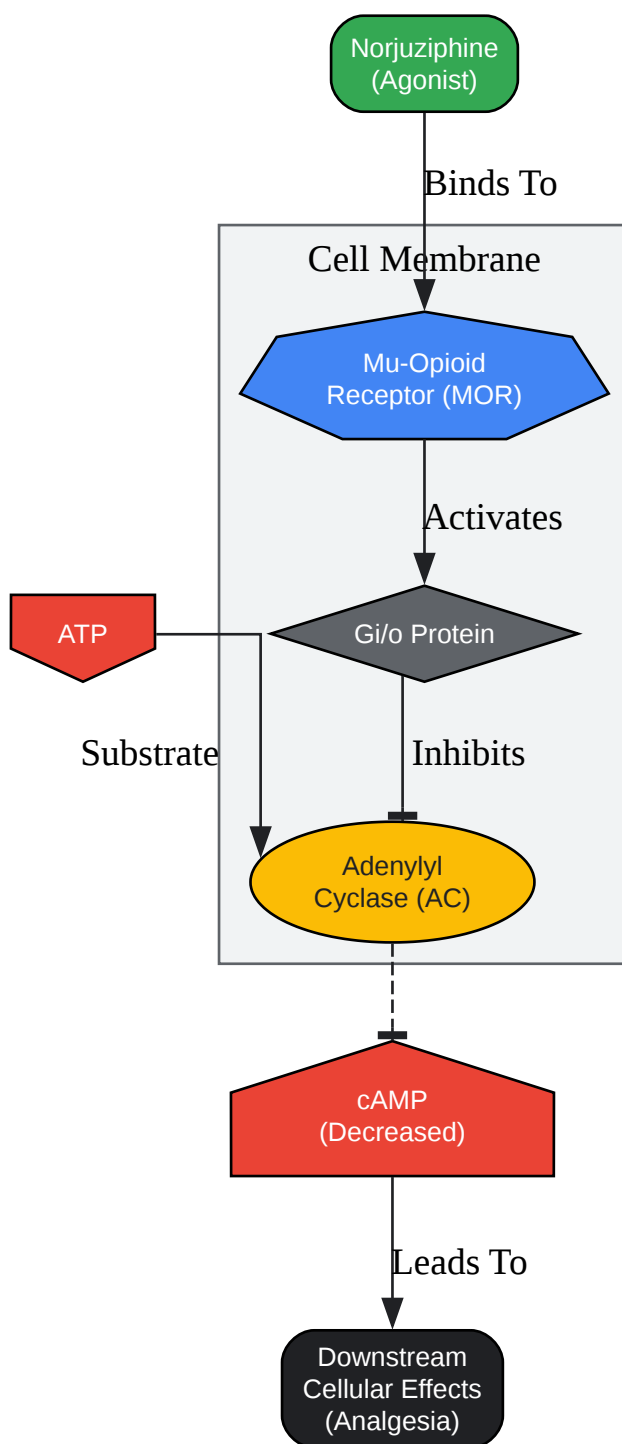 Norjuziphine
(Agonist)
Binds To
Cell Membrane
Mu-Opioid
Receptor (MOR)
Activates
ATP
Gi/o Protein
Substrate
Inhibits
Adenylyl
Cyclase (AC)
cAMP
(Decreased)
Leads To
Downstream
Cellular Effects
(Analgesia)